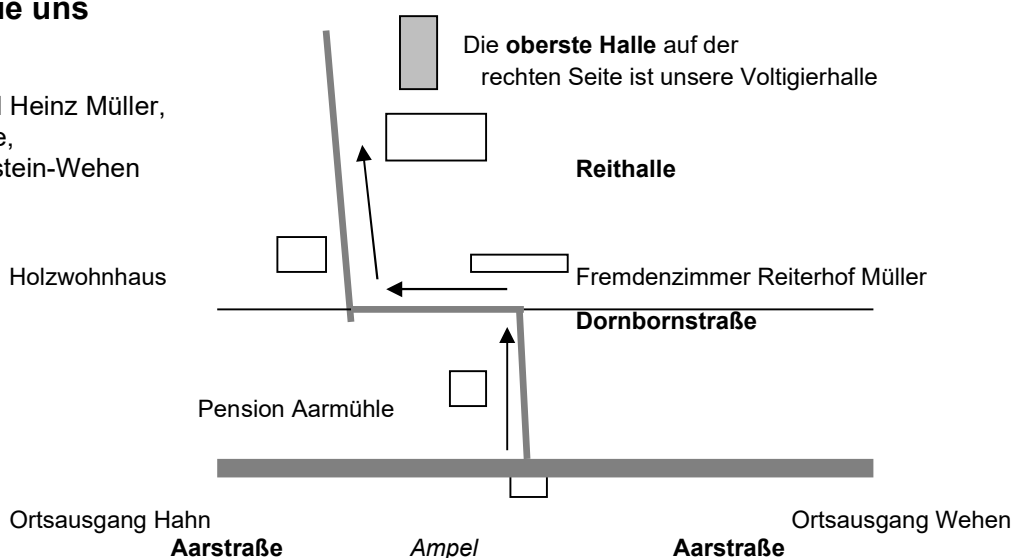 ie uns
Die oberste Halle auf der
rechten Seite ist unsere Voltigierhalle
Heinz Müller,
e,
stein-Wehen
Reithalle
Holzwohnhaus
Fremdenzimmer Reiterhof Müller
Dornbornstraße
Pension Aarmühle
Ortsausgang Hahn
Ortsausgang Wehen
Aarstraße
Ampel
Aarstraße